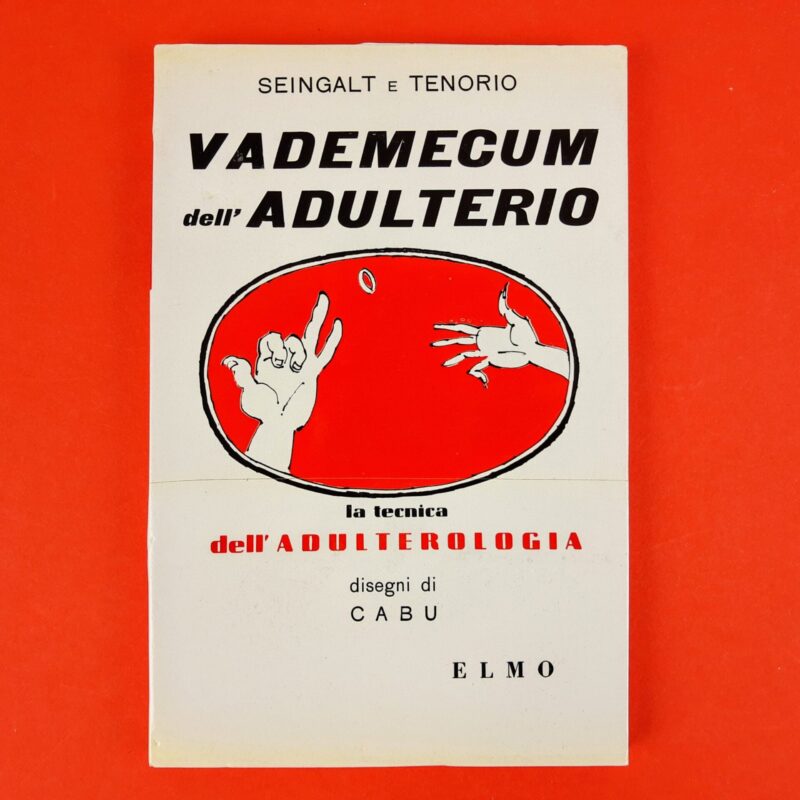 SEINGALT E TENORIO
VADEMECUM
dell' ADULTERIO
la tecnica
dell'ADULTEROLOGIA
disegni di
CABU
ELMO